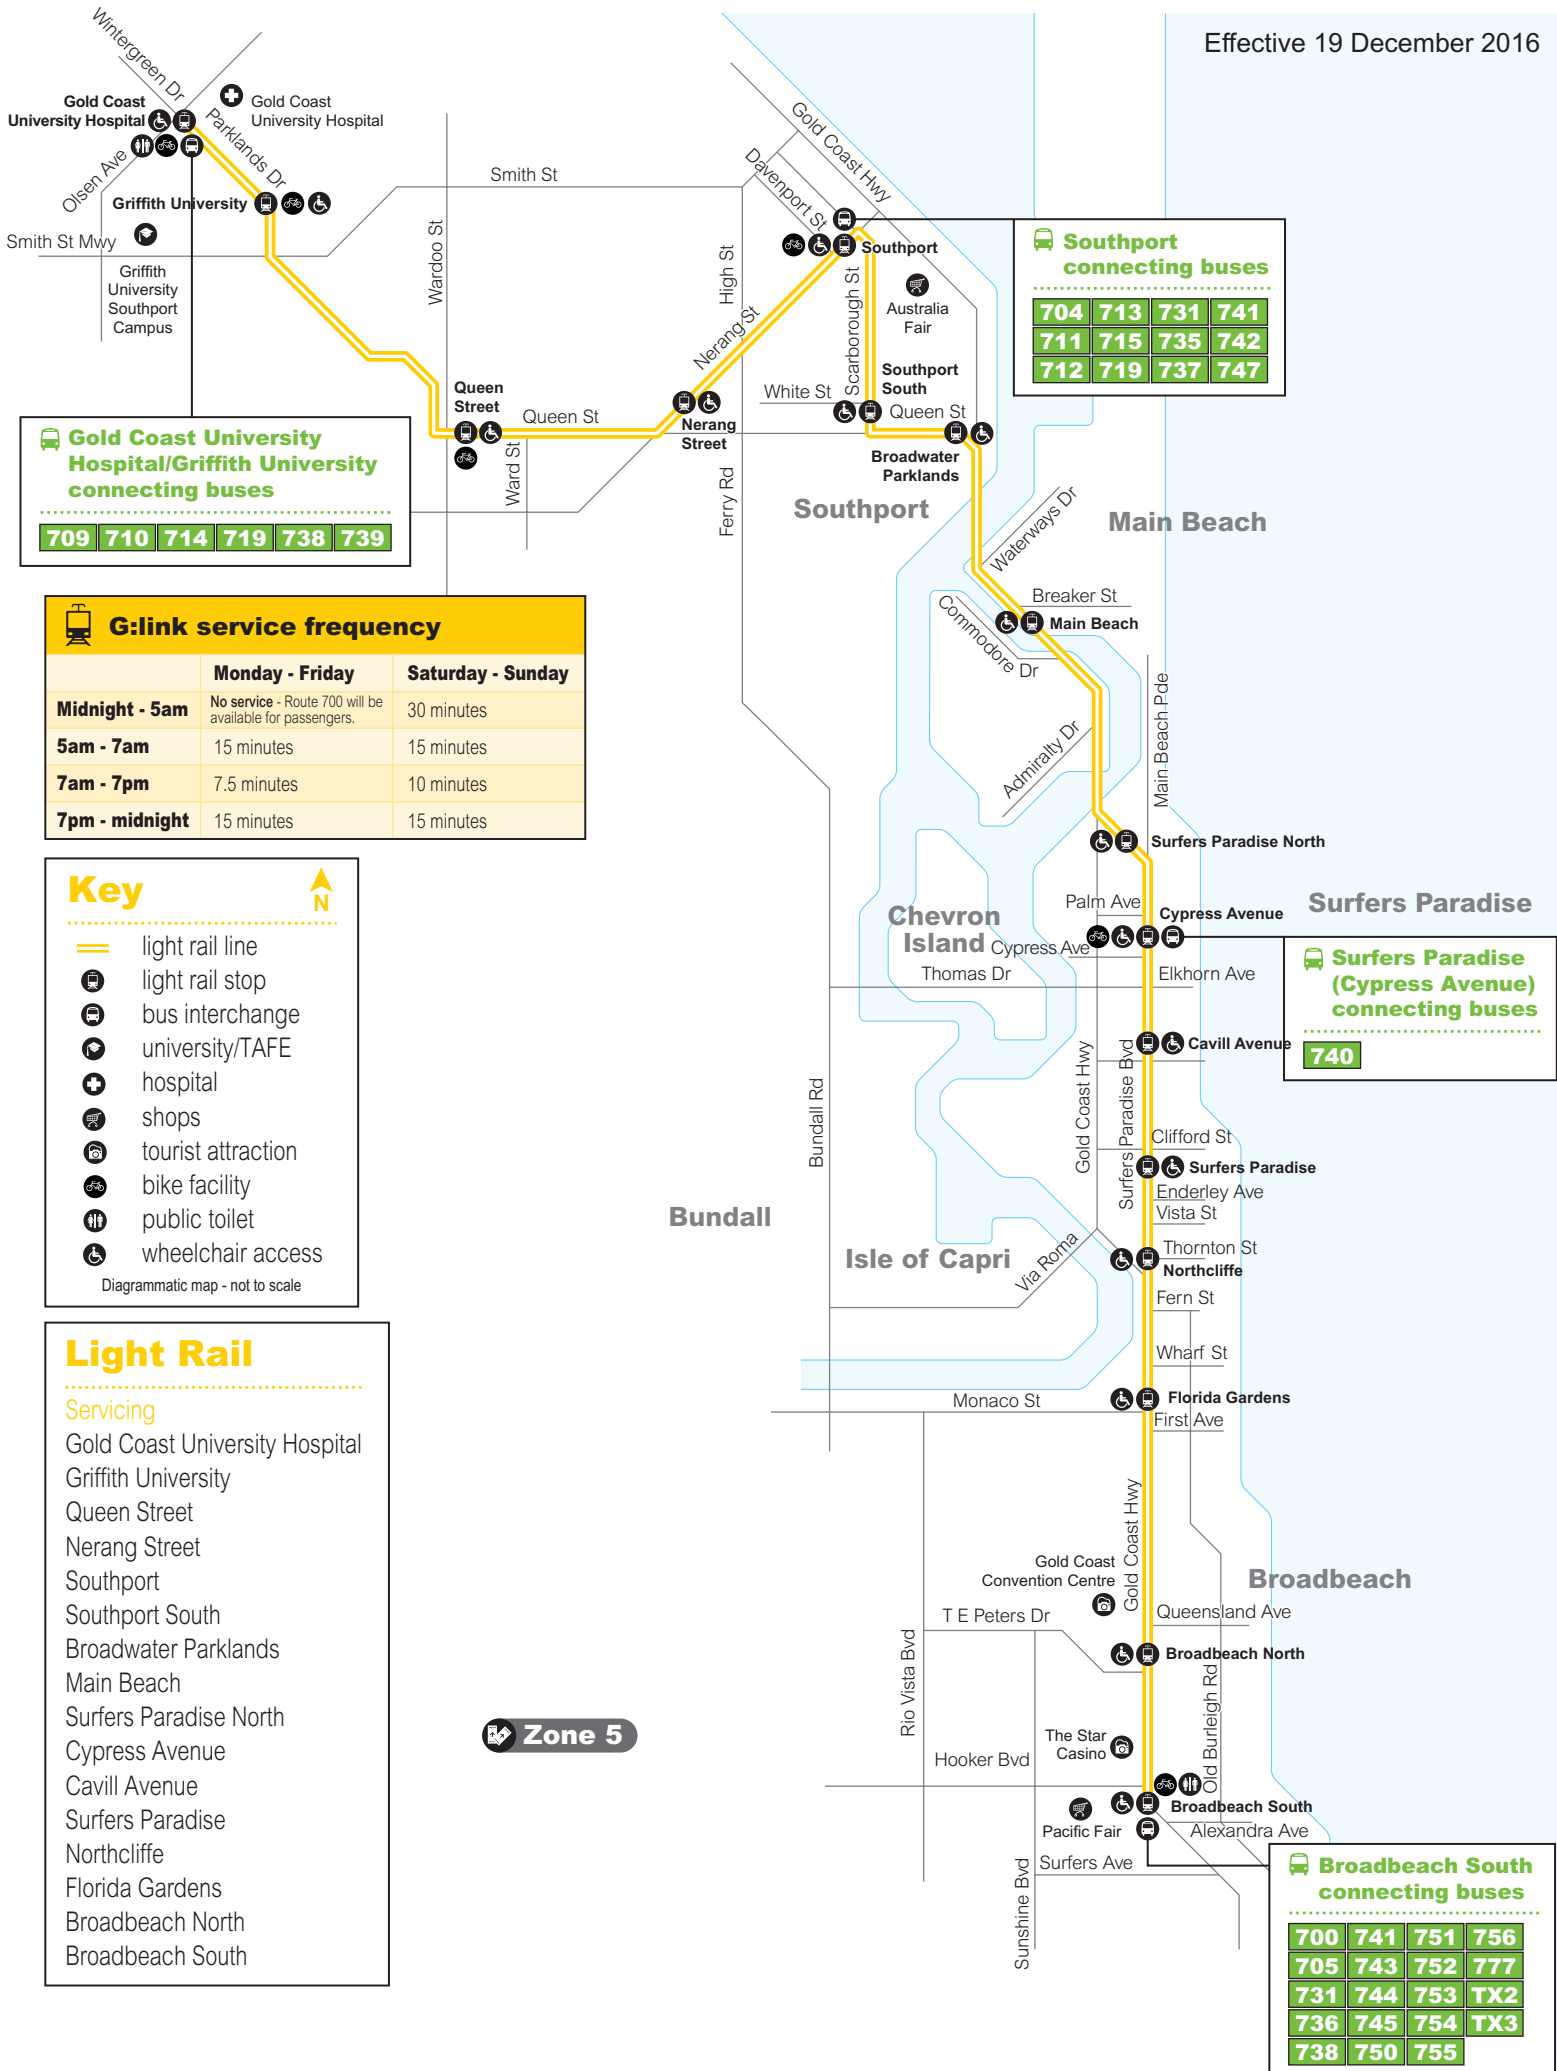 Effective 19 December 2016
Wintergreen Dr
Gold Coast
University Hospital
Gold Coast
University Hospital
Parklands Dr
Olsen Ave
Griffith University
Smith St Mwy
Griffith
University
Southport
Campus
Smith St
Wardoo St
High St
Nerang St
Davenport St
Gold Coast Hwy
Southport
Scarborough St
Australia
Fair
Southport
connecting buses
704 713 731 741
711 715 735 742
712 719 737 747
Queen
Street
Queen St
Ward St
Nerang
Street
White St
Southport
South
Queen St
Broadwater
Parklands
Ferry Rd
Gold Coast University
Hospital/Griffith University
connecting buses
709 710 714 719 738 739
Southport
Main Beach
Waterways Dr
Breaker St
Main Beach
Commodore Dr
Admiralty Dr
Main Beach Pde
G:link service frequency
Monday - Friday Saturday - Sunday
Midnight - 5am No service - Route 700 will be 30 minutes
available for passengers.
5am - 7am 15 minutes 15 minutes
7am - 7pm 7.5 minutes 10 minutes
7pm - midnight 15 minutes 15 minutes
Surfers Paradise North
Palm Ave
Cypress Avenue
Surfers Paradise
Chevron
Island
Cypress Ave
Thomas Dr
Elkhorn Ave
Surfers Paradise
(Cypress Avenue)
connecting buses
740
Cavill Avenue
Gold Coast Hwy
Surfers Paradise Bvd
Bundall Rd
Clifford St
Surfers Paradise
Enderley Ave
Vista St
Bundall
Isle of Capri
Via Roma
Thornton St
Northcliffe
Fern St
Wharf St
Monaco St
Florida Gardens
First Ave
Key
N
light rail line
light rail stop
bus interchange
university/TAFE
hospital
shops
tourist attraction
bike facility
public toilet
wheelchair access
Diagrammatic map - not to scale
Light Rail
Servicing
Gold Coast University Hospital
Griffith University
Queen Street
Nerang Street
Southport
Southport South
Broadwater Parklands
Main Beach
Surfers Paradise North
Cypress Avenue
Cavill Avenue
Surfers Paradise
Northcliffe
Florida Gardens
Broadbeach North
Broadbeach South
Zone 5
Gold Coast Hwy
Gold Coast
Convention Centre
Broadbeach
T E Peters Dr
Queensland Ave
Broadbeach North
Rio Vista Bvd
Old Burleigh Rd
The Star
Casino
Hooker Bvd
Broadbeach South
Pacific Fair
Alexandra Ave
Surfers Ave
Sunshine Bvd
Broadbeach South
connecting buses
700 741 751 756
705 743 752 777
731 744 753 TX2
736 745 754 TX3
738 750 755